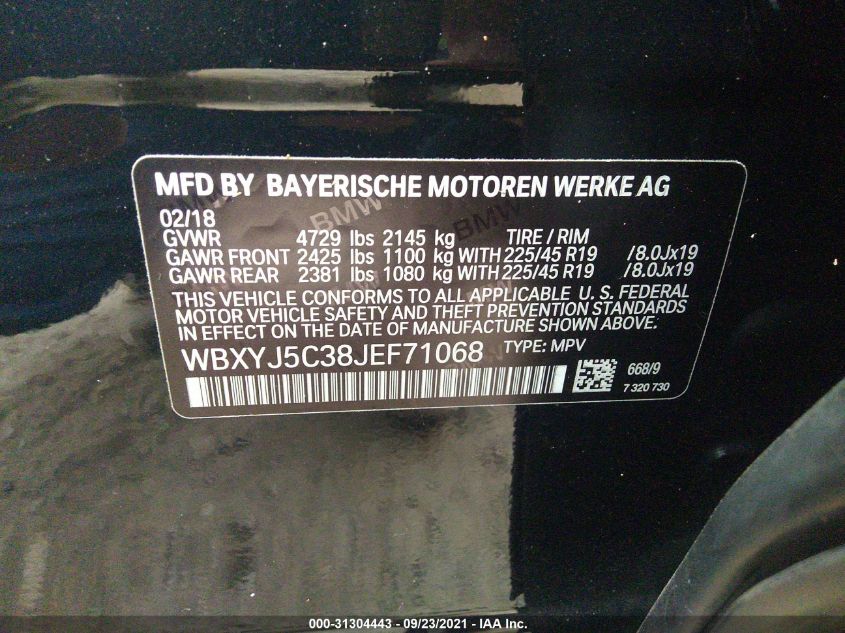 MFD BY BAYERISCHE MOTOREN WERKE AG
02/18
GVWR 4729 lbs 2145 kg TIRE / RIM
GAWR FRONT 2425 lbs 1100 kg WITH 225/45 R19 /8.0Jx19
GAWR REAR 2381 lbs 1080 kg WITH 225/45 R19 /8.0Jx19
THIS VEHICLE CONFORMS TO ALL APPLICABLE U. S. FEDERAL
MOTOR VEHICLE SAFETY AND THEFT PREVENTION STANDARDS
IN EFFECT ON THE DATE OF MANUFACTURE SHOWN ABOVE.
WBXYJ5C38JEF71068 TYPE: MPV
668/9
7 320 730
BMW
BMW
BMW
000-31304443 - 09/23/2021 - IAA Inc.